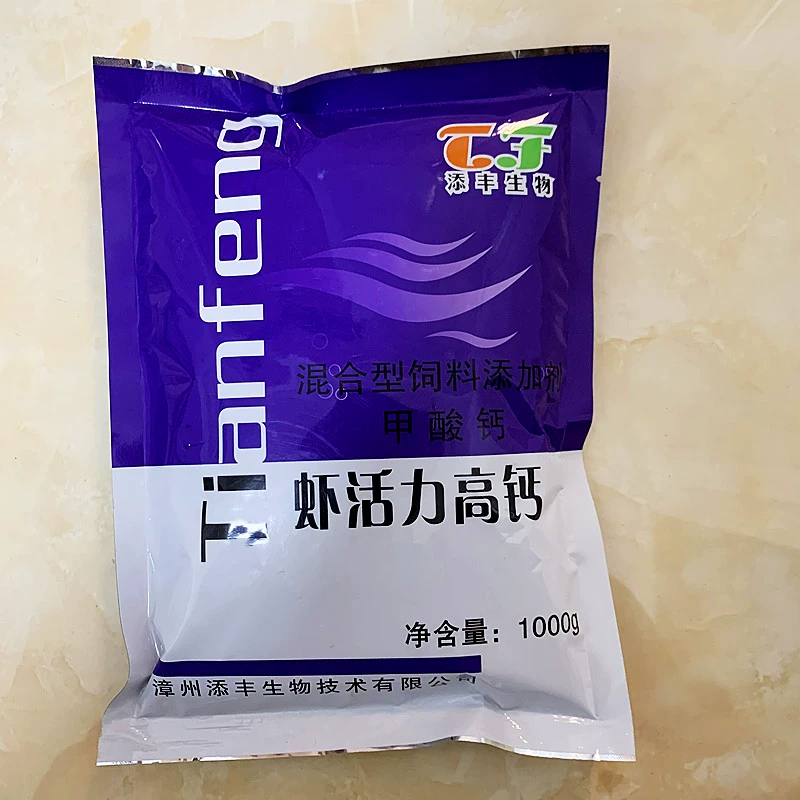 TF
添丰生物
Tianfeng
混合型饲料添加剂
甲酸钙
虾活力高钙
净含量：1000g
漳州添丰生物技术有限公司